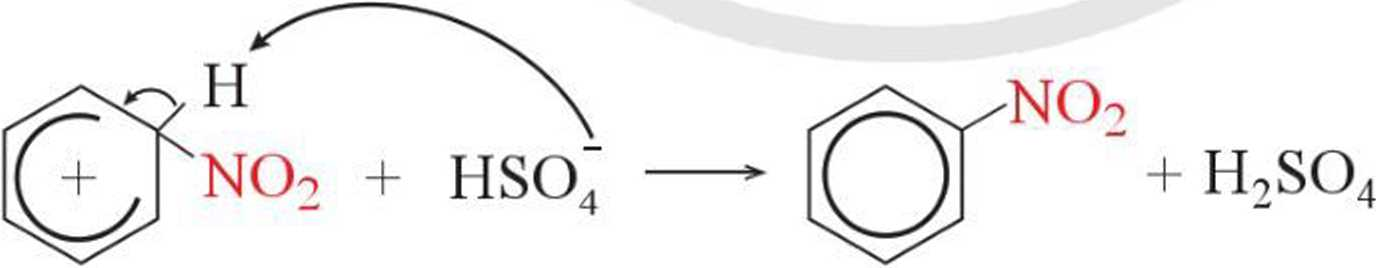 H NO₂
+ NO₂ + HSO₄⁻ ⟶ + H₂SO₄